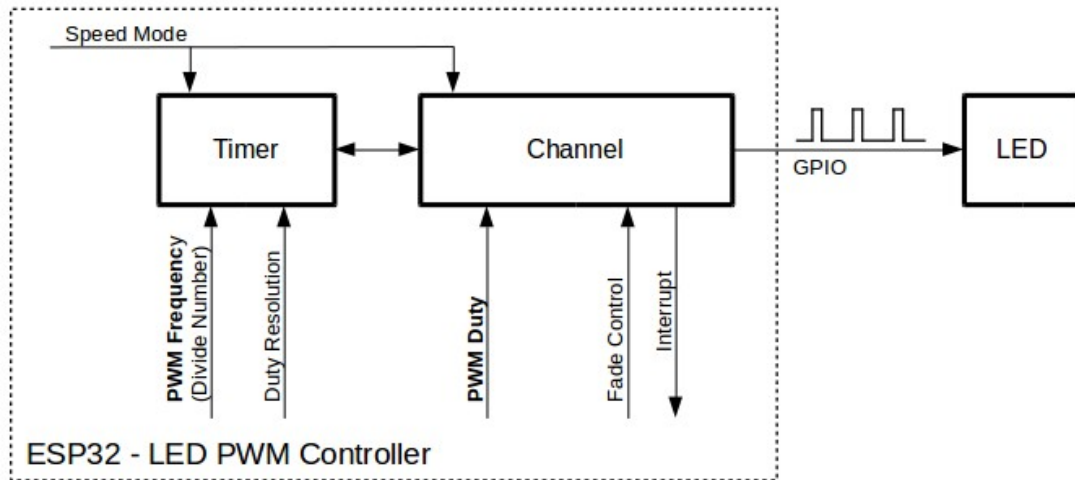 Speed Mode
Timer
Channel
GPIO
LED
PWM Frequency
(Divide Number)
Duty Resolution
PWM Duty
Fade Control
Interrupt
ESP32 - LED PWM Controller